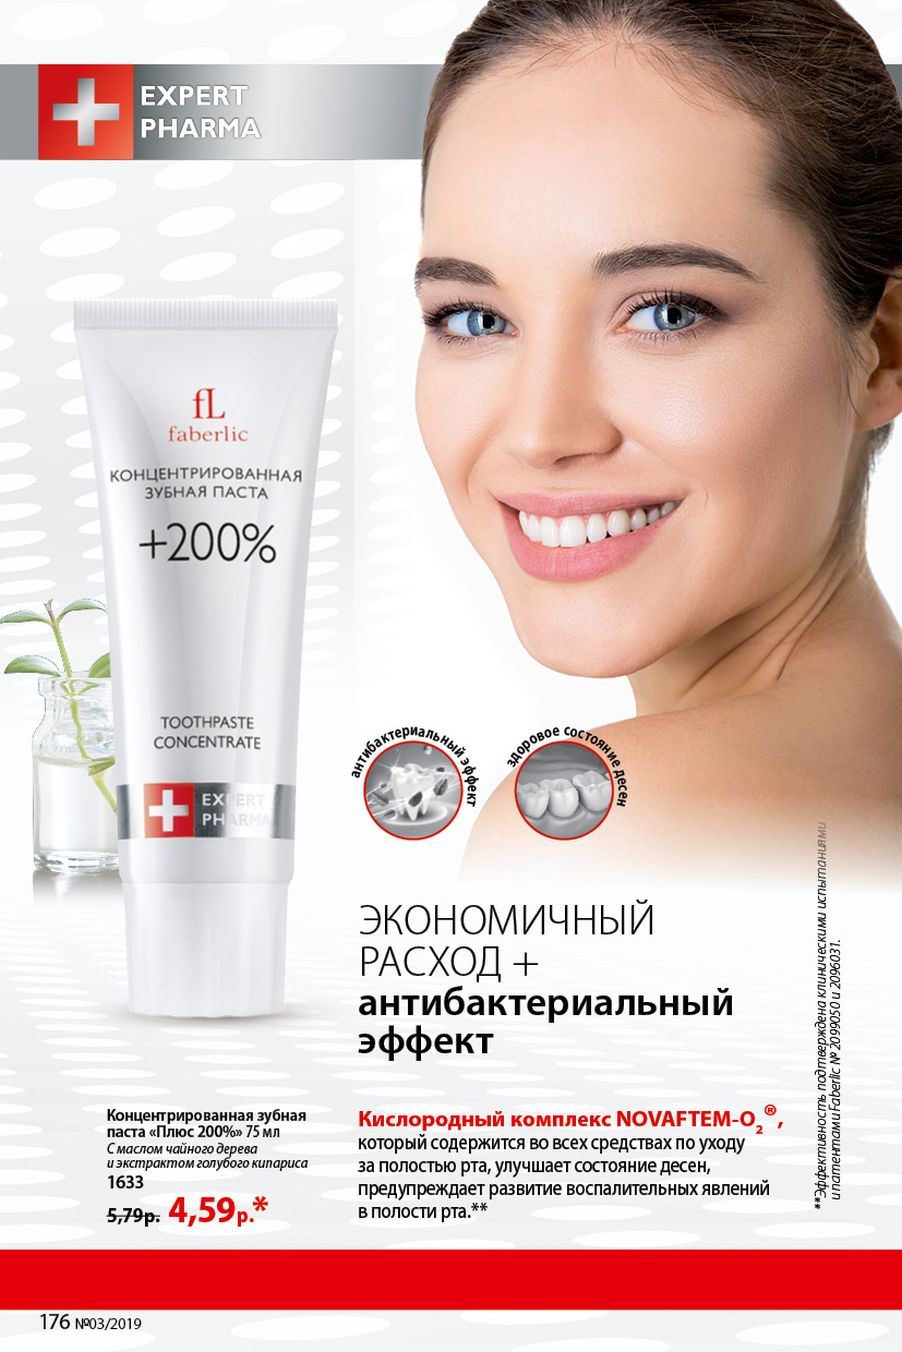 EXPERT
PHARMA
fL
faberlic
КОНЦЕНТРИРОВАННАЯ
ЗУБНАЯ ПАСТА
+200%
TOOTHPASTE
CONCENTRATE
EXPERT
PHARMA
антибактериальный эффект
здоровое состояние десен
ЭКОНОМИЧНЫЙ
РАСХОД +
антибактериальный
эффект
Концентрированная зубная
паста «Плюс 200%» 75 мл
С маслом чайного дерева
и экстрактом голубого кипариса
1633
5,79р. 4,59р.*
Кислородный комплекс NOVAFTEM-O₂®,
который содержится во всех средствах по уходу
за полостью рта, улучшает состояние десен,
предупреждает развитие воспалительных явлений
в полости рта.**
**Эффективность подтверждена клиническими испытаниями
и патентами Faberlic № 2099050 и 2096031.
176 №03/2019